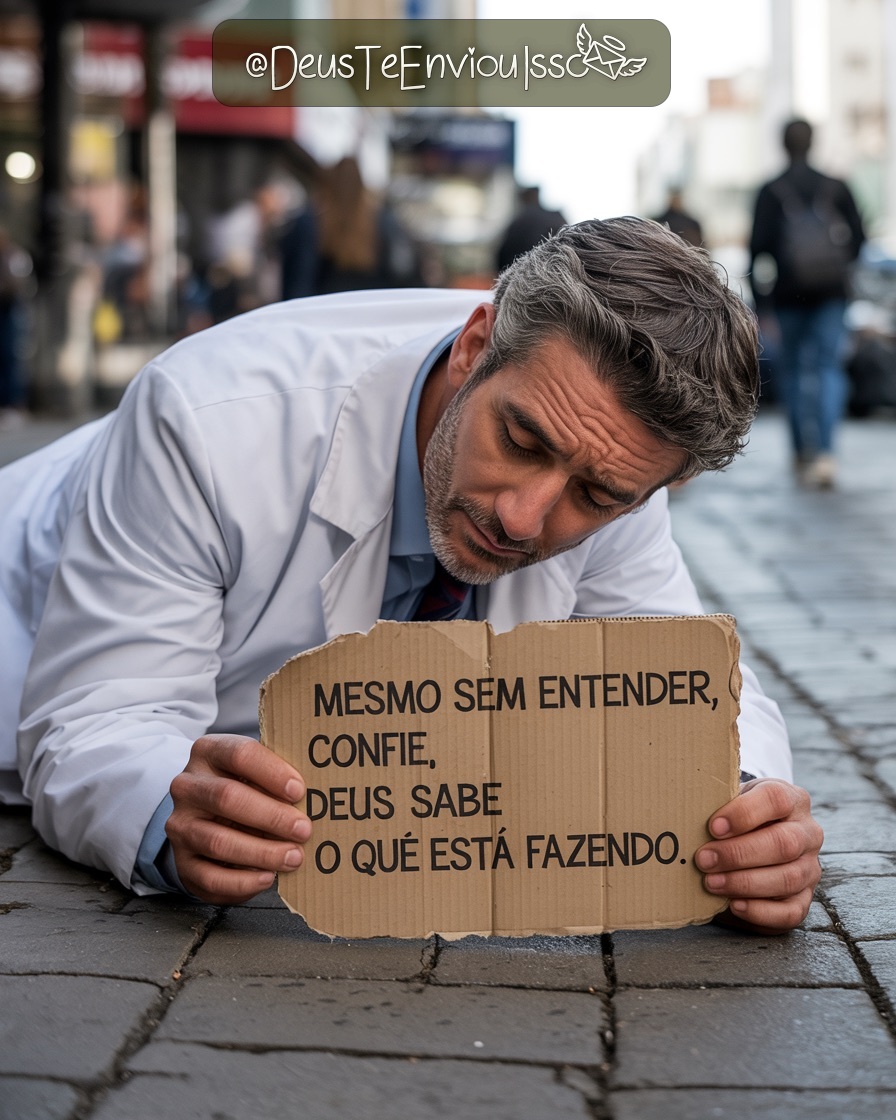 @DeusTeEnviouIsso
MESMO SEM ENTENDER,
CONFIE,
DEUS SABE
O QUÉ ESTÁ FAZENDO.